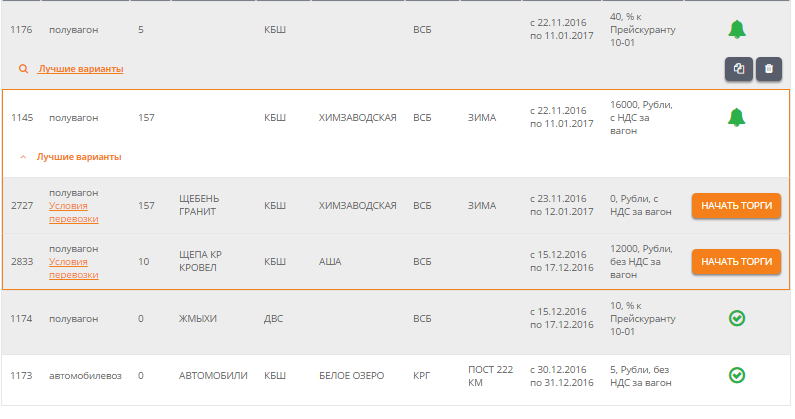 1176 полувагон 5 КБШ ВСБ с 22.11.2016 по 11.01.2017 40, % к Прейскуранту 10-01
Лучшие варианты
1145 полувагон 157 КБШ ХИМЗАВОДСКАЯ ВСБ ЗИМА с 22.11.2016 по 11.01.2017 16000, Рубли, с НДС за вагон
Лучшие варианты
2727 полувагон Условия перевозки 157 ЩЕБЕНЬ ГРАНИТ КБШ ХИМЗАВОДСКАЯ ВСБ ЗИМА с 23.11.2016 по 12.01.2017 0, Рубли, с НДС за вагон НАЧАТЬ ТОРГИ
2833 полувагон Условия перевозки 10 ЩЕПА КР КРОВЕЛ КБШ АША ВСБ с 15.12.2016 по 17.12.2016 12000, Рубли, без НДС за вагон НАЧАТЬ ТОРГИ
1174 полувагон 0 ЖМЫХИ ДВС ВСБ с 15.12.2016 по 17.12.2016 10, % к Прейскуранту 10-01
1173 автомобилевоз 0 АВТОМОБИЛИ КБШ БЕЛОЕ ОЗЕРО КРГ ПОСТ 222 КМ с 30.12.2016 по 31.12.2016 5, Рубли, без НДС за вагон